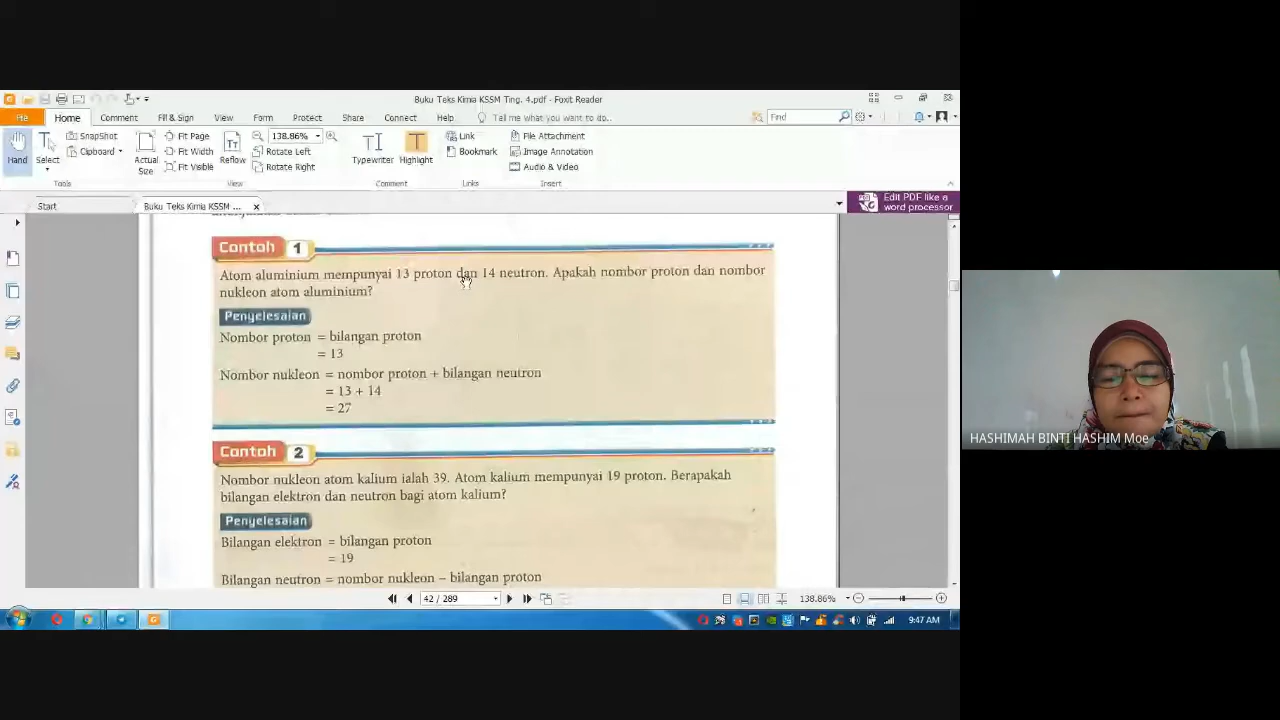 Buku Teks Kimia KSSM Ting. 4.pdf - Foxit Reader
File Home Comment Fill & Sign View Form Protect Share Connect Help Tell me what you want to do.. Find
Hand
Select
SnapShot
Clipboard
Actual Size
Fit Page
Fit Width
Fit Visible
Reflow
138.86%
Rotate Left
Rotate Right
Typewriter
Highlight
Link
Bookmark
File Attachment
Image Annotation
Audio & Video
Tools View Comment Links Insert
Start Buku Teks Kimia KSSM ...
Edit PDF like a word processor
Contoh 1
Atom aluminium mempunyai 13 proton dan 14 neutron. Apakah nombor proton dan nombor
nukleon atom aluminium?
Penyelesaian
Nombor proton = bilangan proton
= 13
Nombor nukleon = nombor proton + bilangan neutron
= 13 + 14
= 27
Contoh 2
Nombor nukleon atom kalium ialah 39. Atom kalium mempunyai 19 proton. Berapakah
bilangan elektron dan neutron bagi atom kalium?
Penyelesaian
Bilangan elektron = bilangan proton
= 19
Bilangan neutron = nombor nukleon − bilangan proton
42 / 289
138.86%
9:47 AM
HASHIMAH BINTI HASHIM Moe